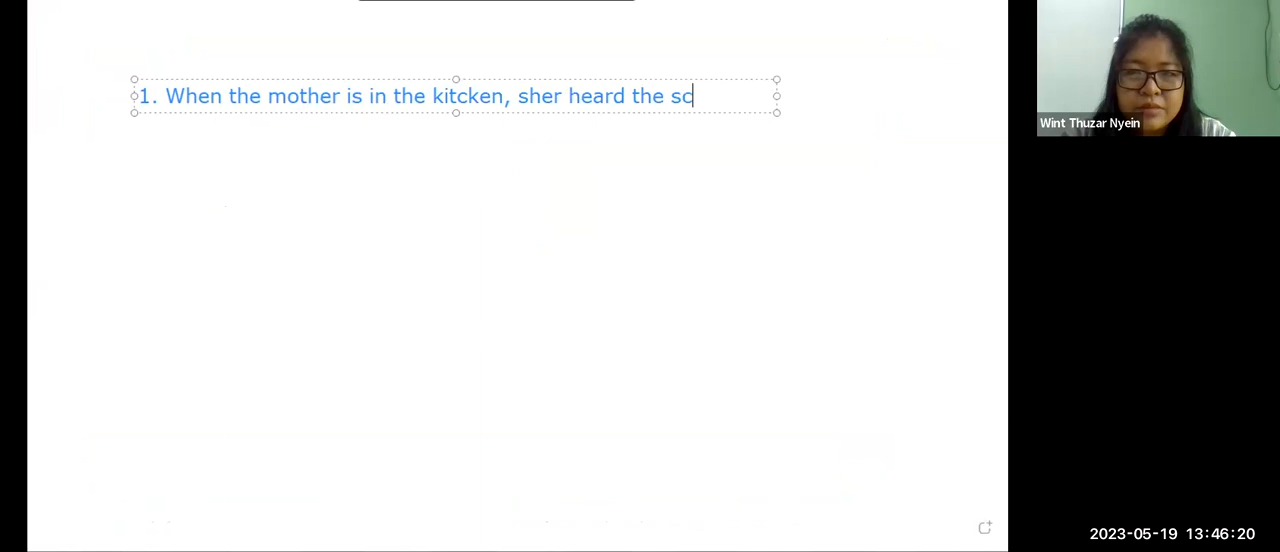 1. When the mother is in the kitcken, sher heard the sc
Wint Thuzar Nyein
2023-05-19 13:46:20